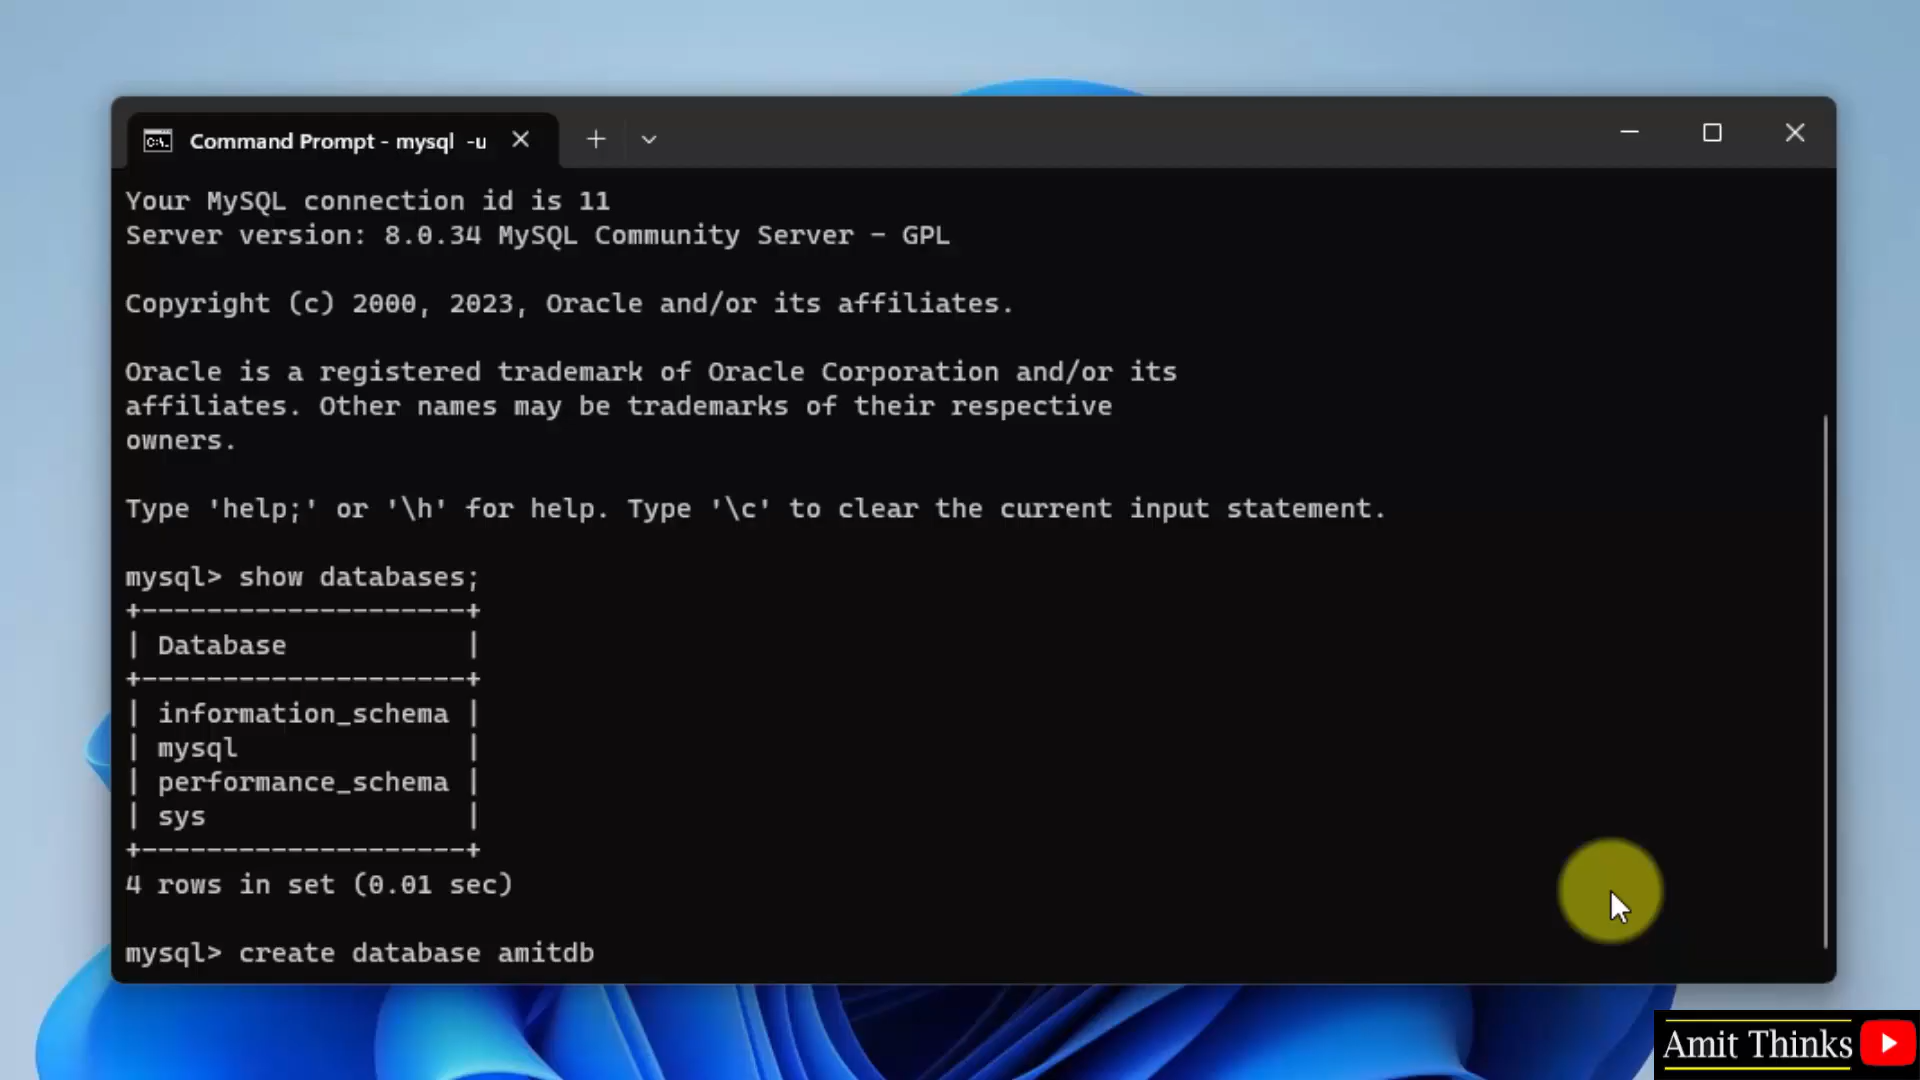 Command Prompt - mysql -u
Your MySQL connection id is 11
Server version: 8.0.34 MySQL Community Server - GPL
Copyright (c) 2000, 2023, Oracle and/or its affiliates.
Oracle is a registered trademark of Oracle Corporation and/or its
affiliates. Other names may be trademarks of their respective
owners.
Type 'help;' or '\h' for help. Type '\c' to clear the current input statement.
mysql> show databases;
+--------------------+
| Database           |
+--------------------+
| information_schema |
| mysql              |
| performance_schema |
| sys                |
+--------------------+
4 rows in set (0.01 sec)
mysql> create database amitdb
Amit Thinks